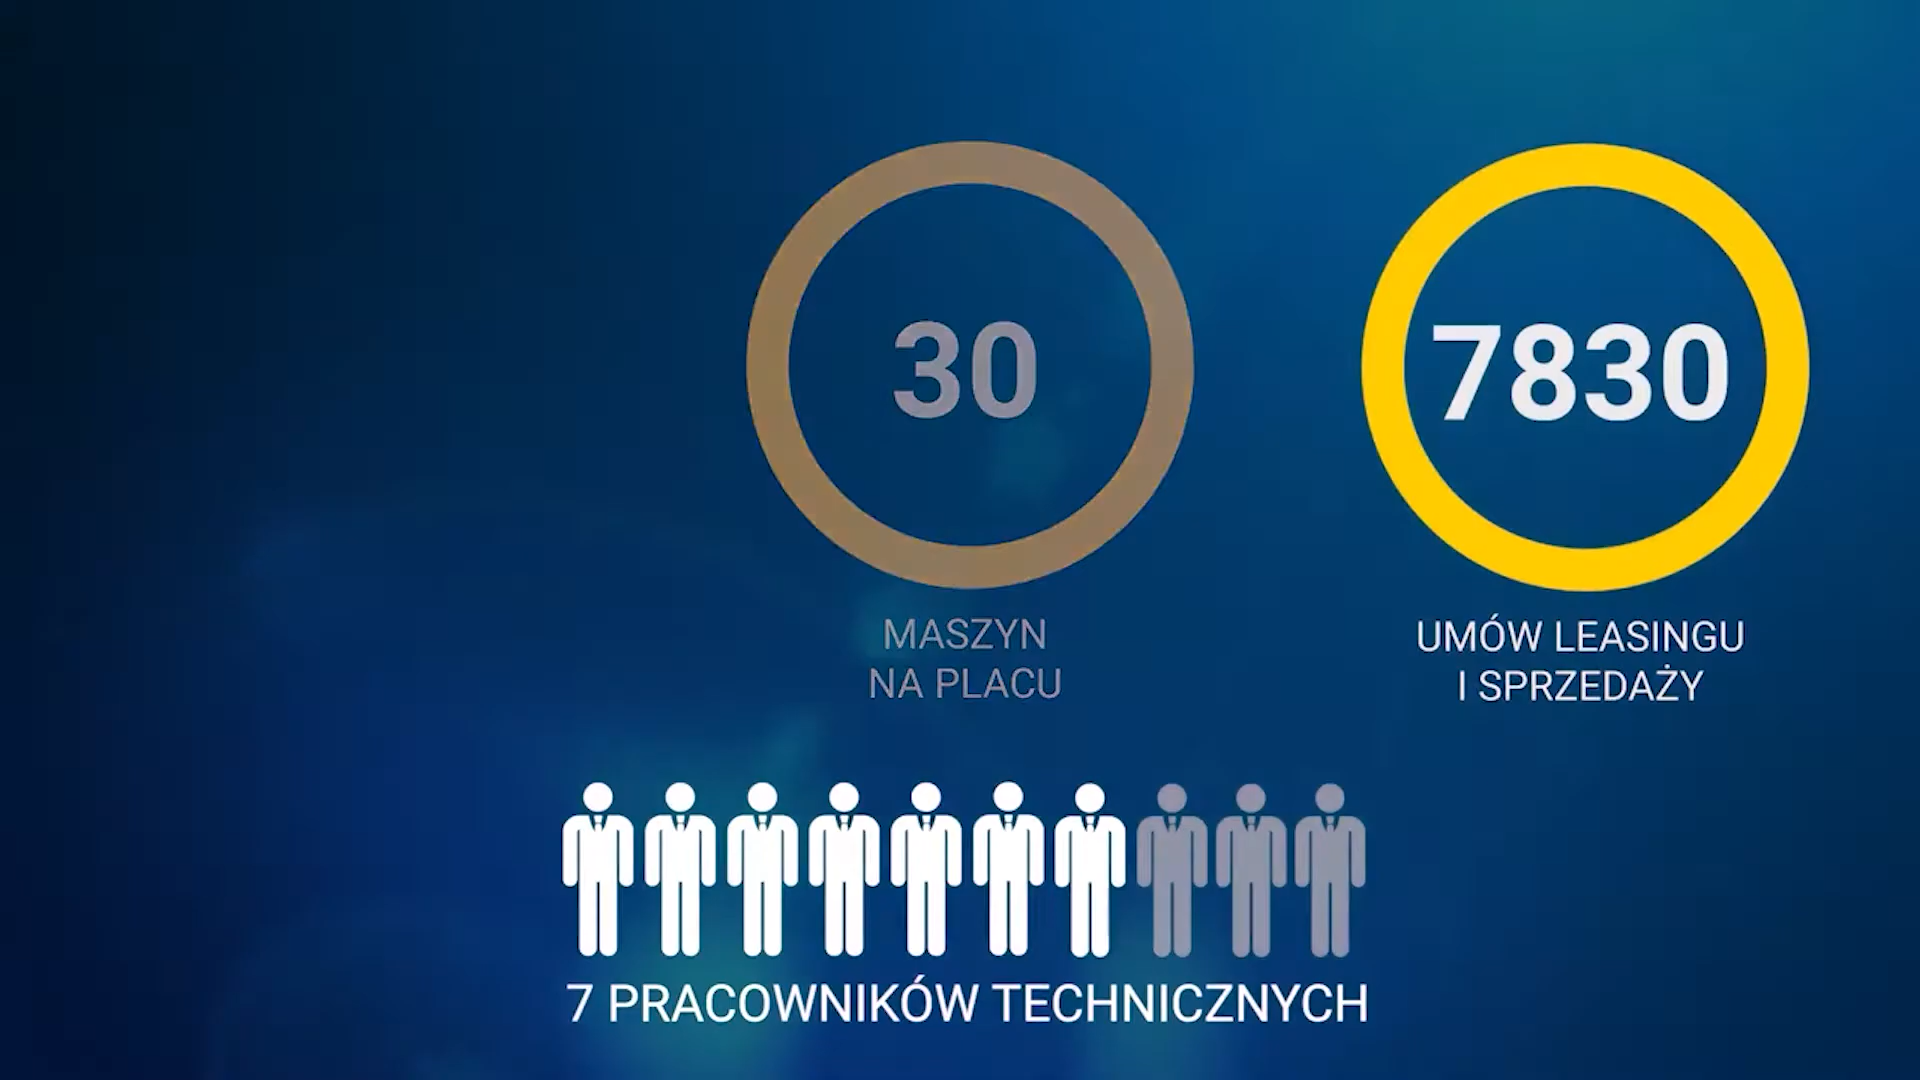 30
MASZYN
NA PLACU
7830
UMÓW LEASINGU
I SPRZEDAŻY
7 PRACOWNIKÓW TECHNICZNYCH